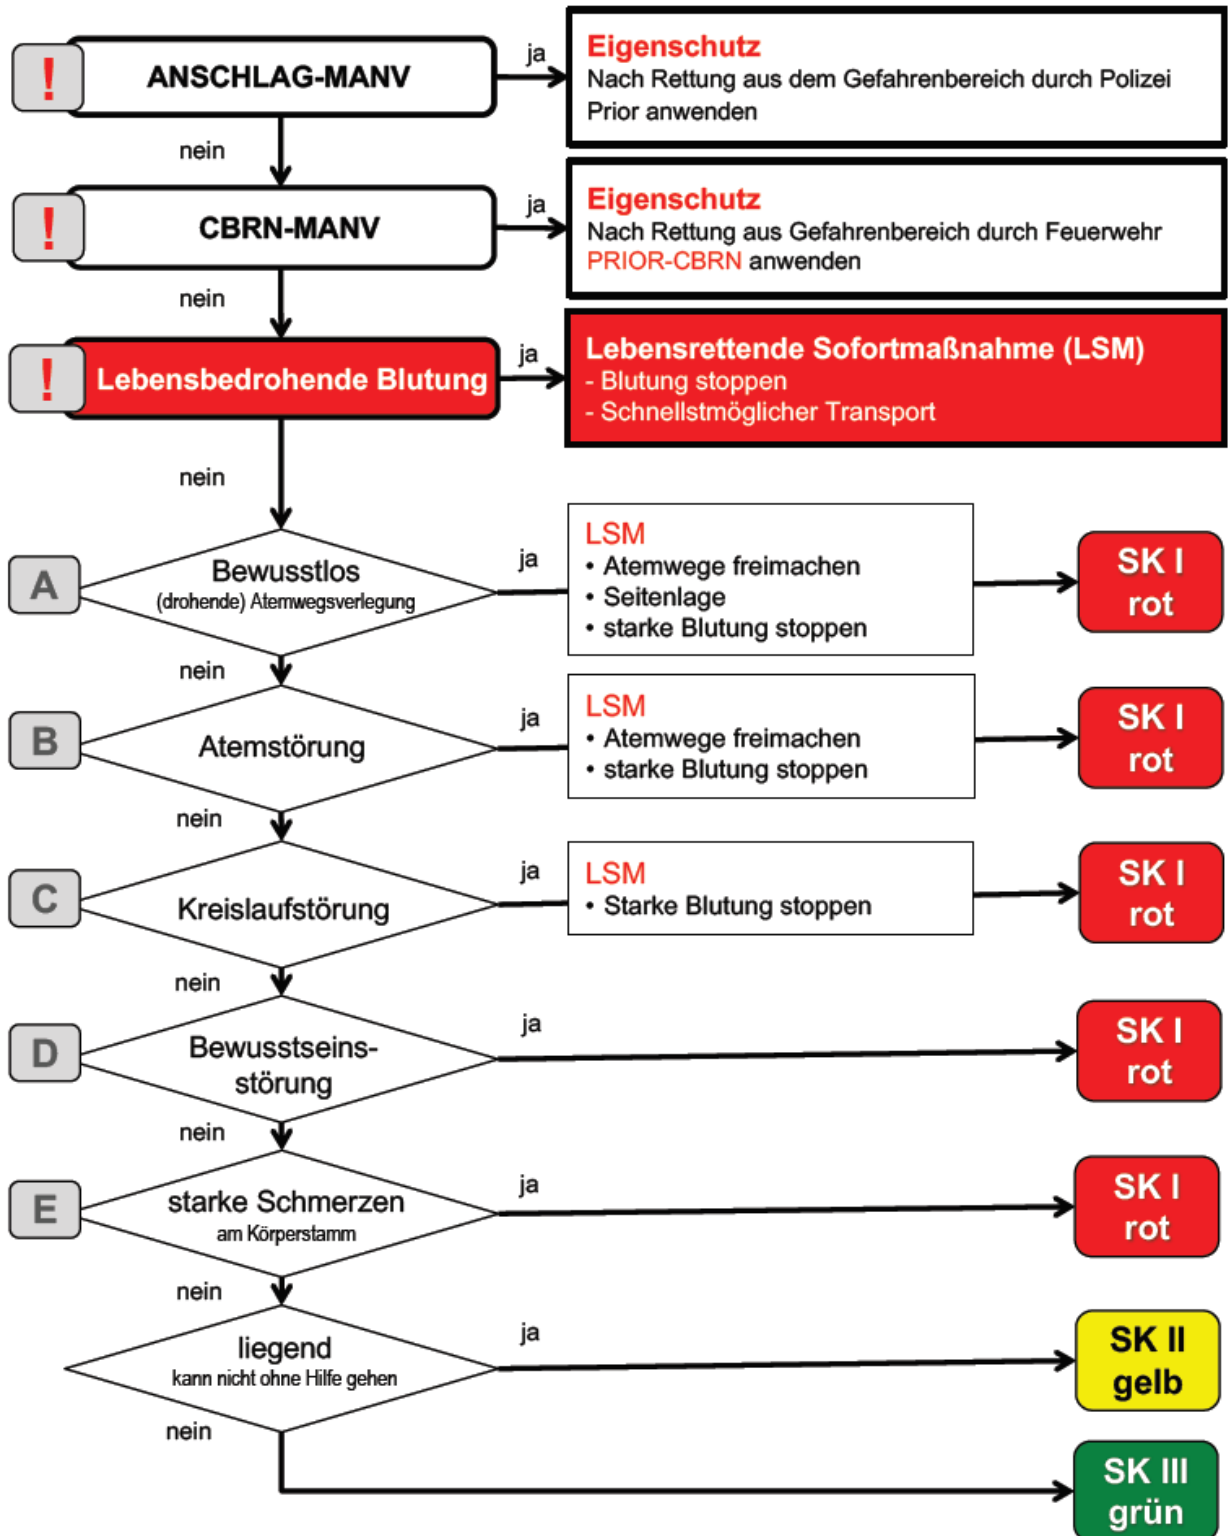 !
ANSCHLAG-MANV
ja
Eigenschutz
Nach Rettung aus dem Gefahrenbereich durch Polizei
Prior anwenden
nein
!
CBRN-MANV
ja
Eigenschutz
Nach Rettung aus Gefahrenbereich durch Feuerwehr
PRIOR-CBRN anwenden
nein
!
Lebensbedrohende Blutung
ja
Lebensrettende Sofortmaßnahme (LSM)
- Blutung stoppen
- Schnellstmöglicher Transport
nein
A
Bewusstlos
(drohende) Atemwegsverlegung
ja
LSM
• Atemwege freimachen
• Seitenlage
• starke Blutung stoppen
SK I
rot
nein
B
Atemstörung
ja
LSM
• Atemwege freimachen
• starke Blutung stoppen
SK I
rot
nein
C
Kreislaufstörung
ja
LSM
• Starke Blutung stoppen
SK I
rot
nein
D
Bewusstseins-
störung
ja
SK I
rot
nein
E
starke Schmerzen
am Körperstamm
ja
SK I
rot
nein
liegend
kann nicht ohne Hilfe gehen
ja
SK II
gelb
nein
SK III
grün